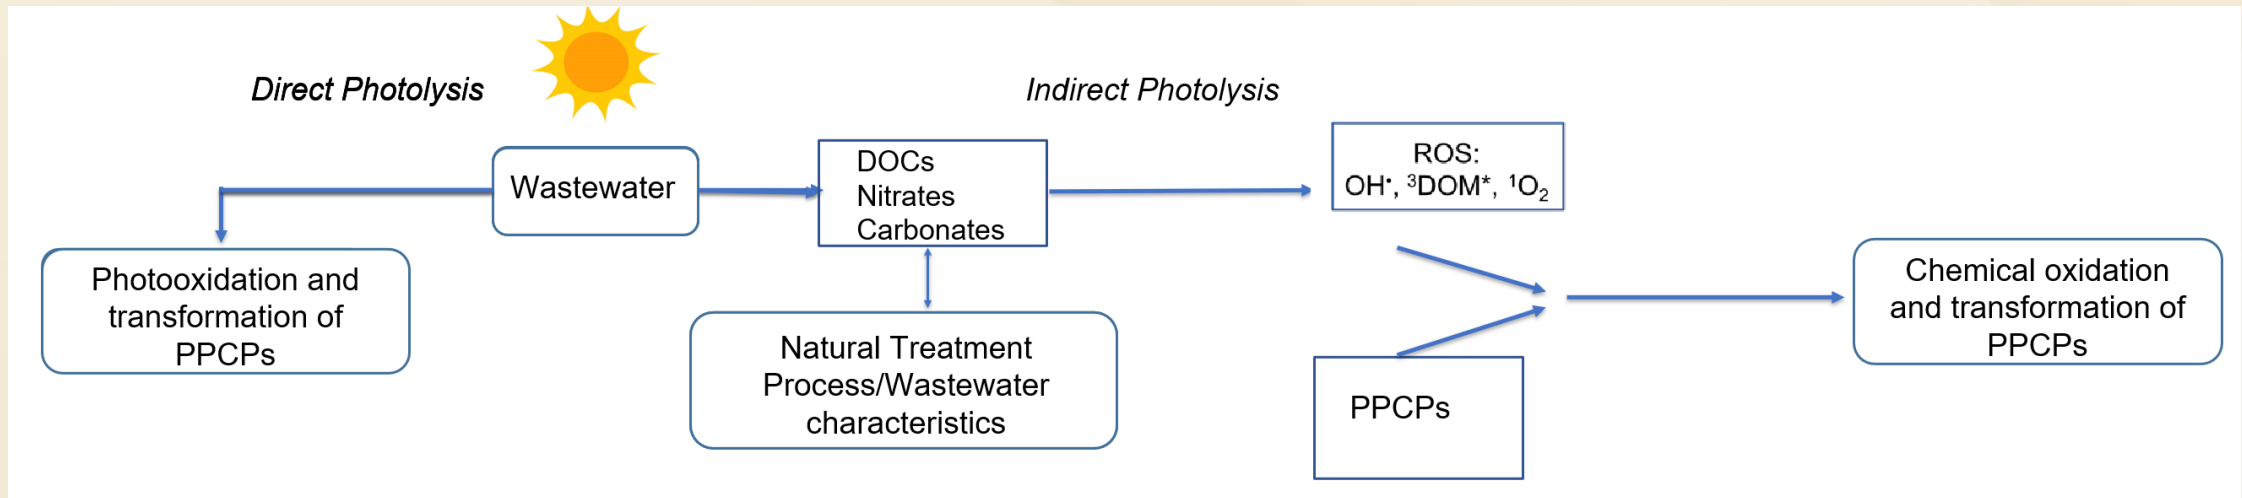 Direct Photolysis
Indirect Photolysis
Wastewater
DOCs
Nitrates
Carbonates
ROS:
OH•, ³DOM*, ¹O₂
Photooxidation and
transformation of
PPCPs
Natural Treatment
Process/Wastewater
characteristics
PPCPs
Chemical oxidation
and transformation of
PPCPs